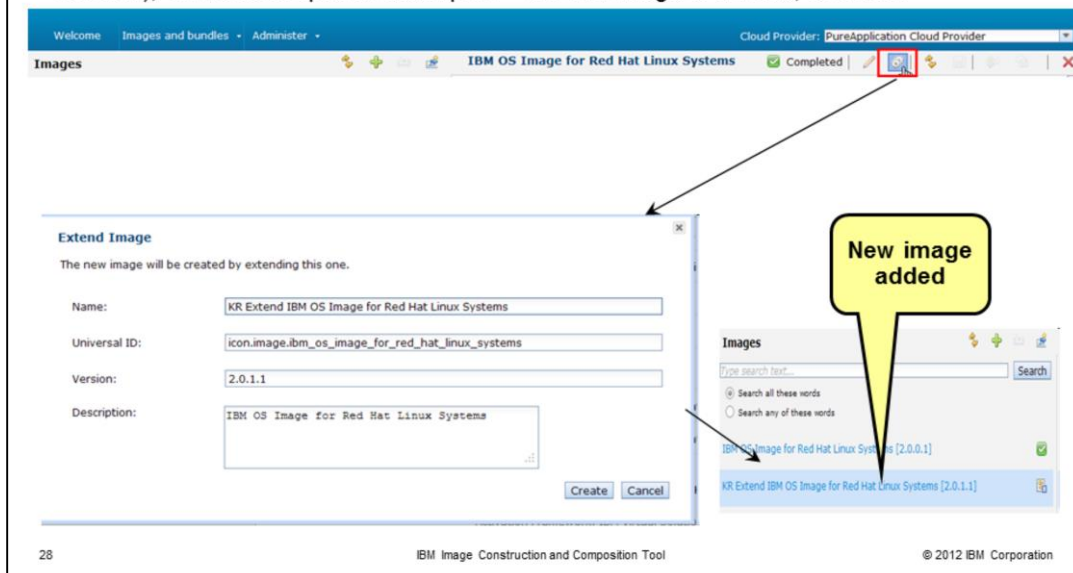 Welcome Images and bundles Administer Cloud Provider: PureApplication Cloud Provider
Images IBM OS Image for Red Hat Linux Systems Completed
Extend Image
The new image will be created by extending this one.
Name: KR Extend IBM OS Image for Red Hat Linux Systems
Universal ID: icon.image.ibm_os_image_for_red_hat_linux_systems
Version: 2.0.1.1
Description: IBM OS Image for Red Hat Linux Systems
Create Cancel
New image
added
Images
Type search text...
Search
Search all these words
Search any of these words
IBM OS Image for Red Hat Linux Systems [2.0.0.1]
KR Extend IBM OS Image for Red Hat Linux Systems [2.0.1.1]
28 IBM Image Construction and Composition Tool © 2012 IBM Corporation